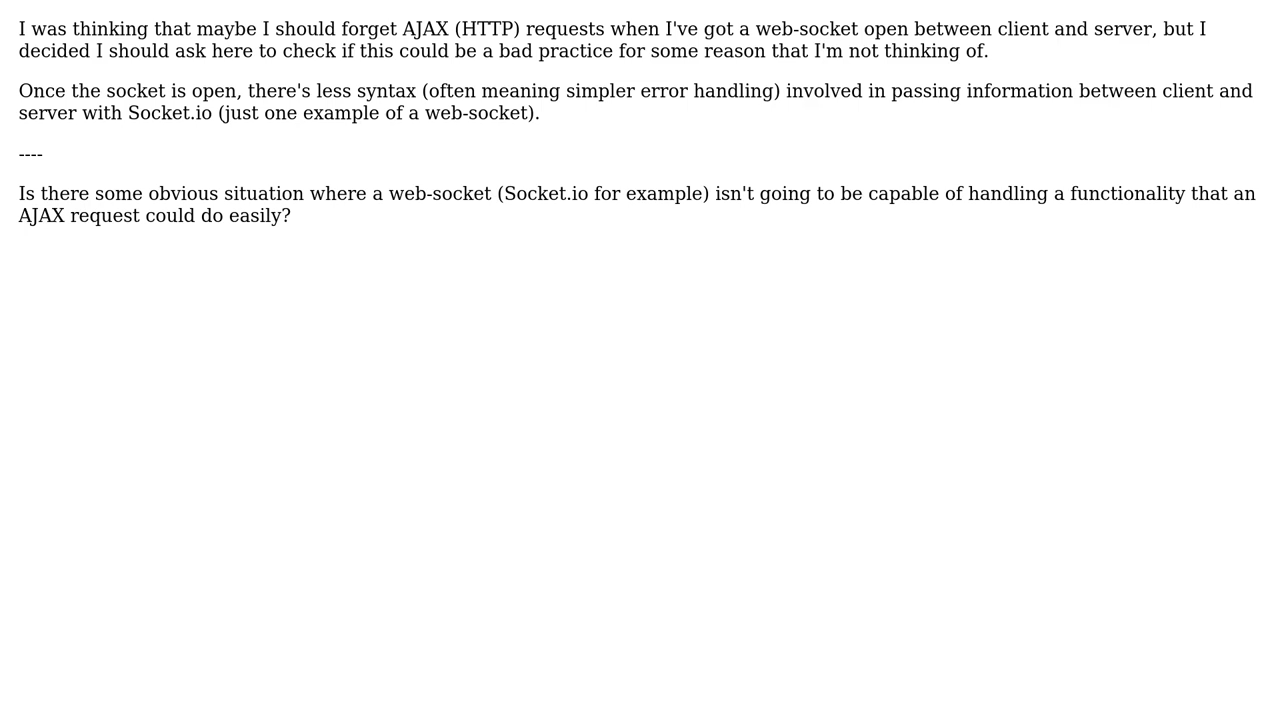 I was thinking that maybe I should forget AJAX (HTTP) requests when I've got a web-socket open between client and server, but I
decided I should ask here to check if this could be a bad practice for some reason that I'm not thinking of.
Once the socket is open, there's less syntax (often meaning simpler error handling) involved in passing information between client and
server with Socket.io (just one example of a web-socket).
----
Is there some obvious situation where a web-socket (Socket.io for example) isn't going to be capable of handling a functionality that an
AJAX request could do easily?